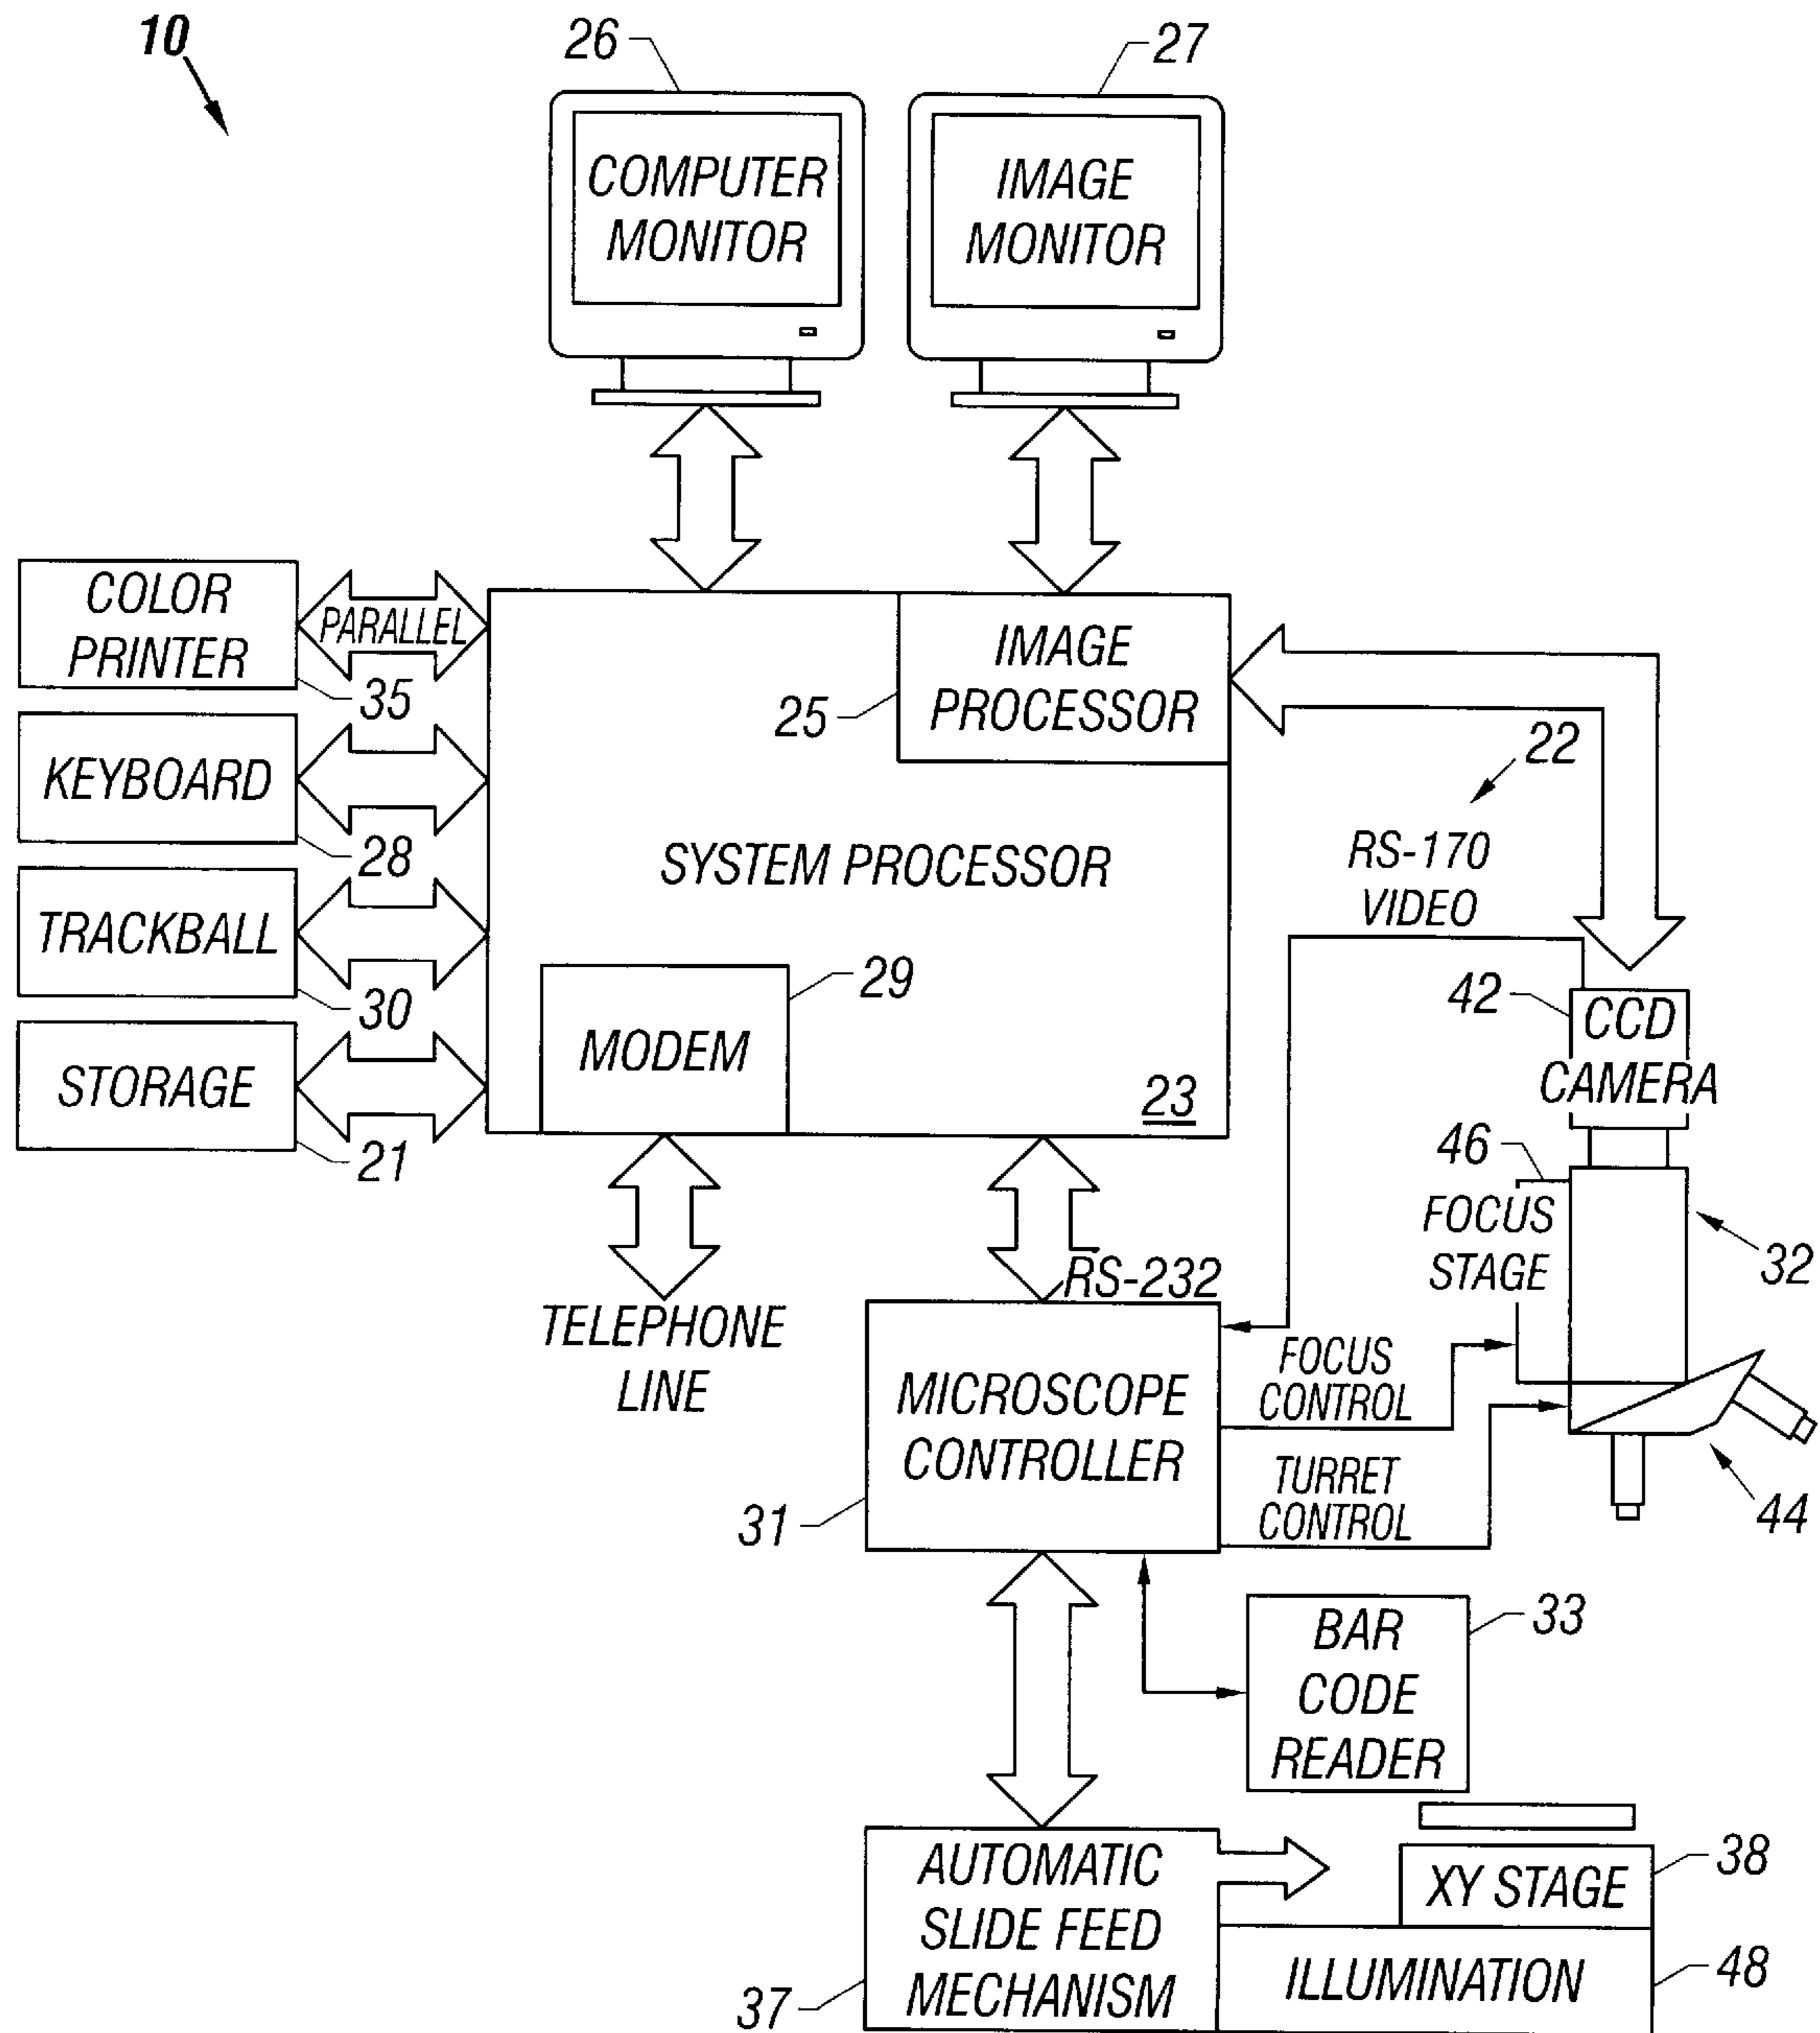 10
26
27
COMPUTER
MONITOR
IMAGE
MONITOR
COLOR
PRINTER
PARALLEL
35
IMAGE
PROCESSOR
25
22
KEYBOARD
28
SYSTEM PROCESSOR
RS-170
VIDEO
TRACKBALL
30
29
MODEM
42
CCD
CAMERA
STORAGE
21
23
46
FOCUS
STAGE
32
RS-232
TELEPHONE
LINE
MICROSCOPE
CONTROLLER
31
FOCUS
CONTROL
TURRET
CONTROL
44
BAR
CODE
READER
33
AUTOMATIC
SLIDE FEED
MECHANISM
37
XY STAGE
38
ILLUMINATION
48